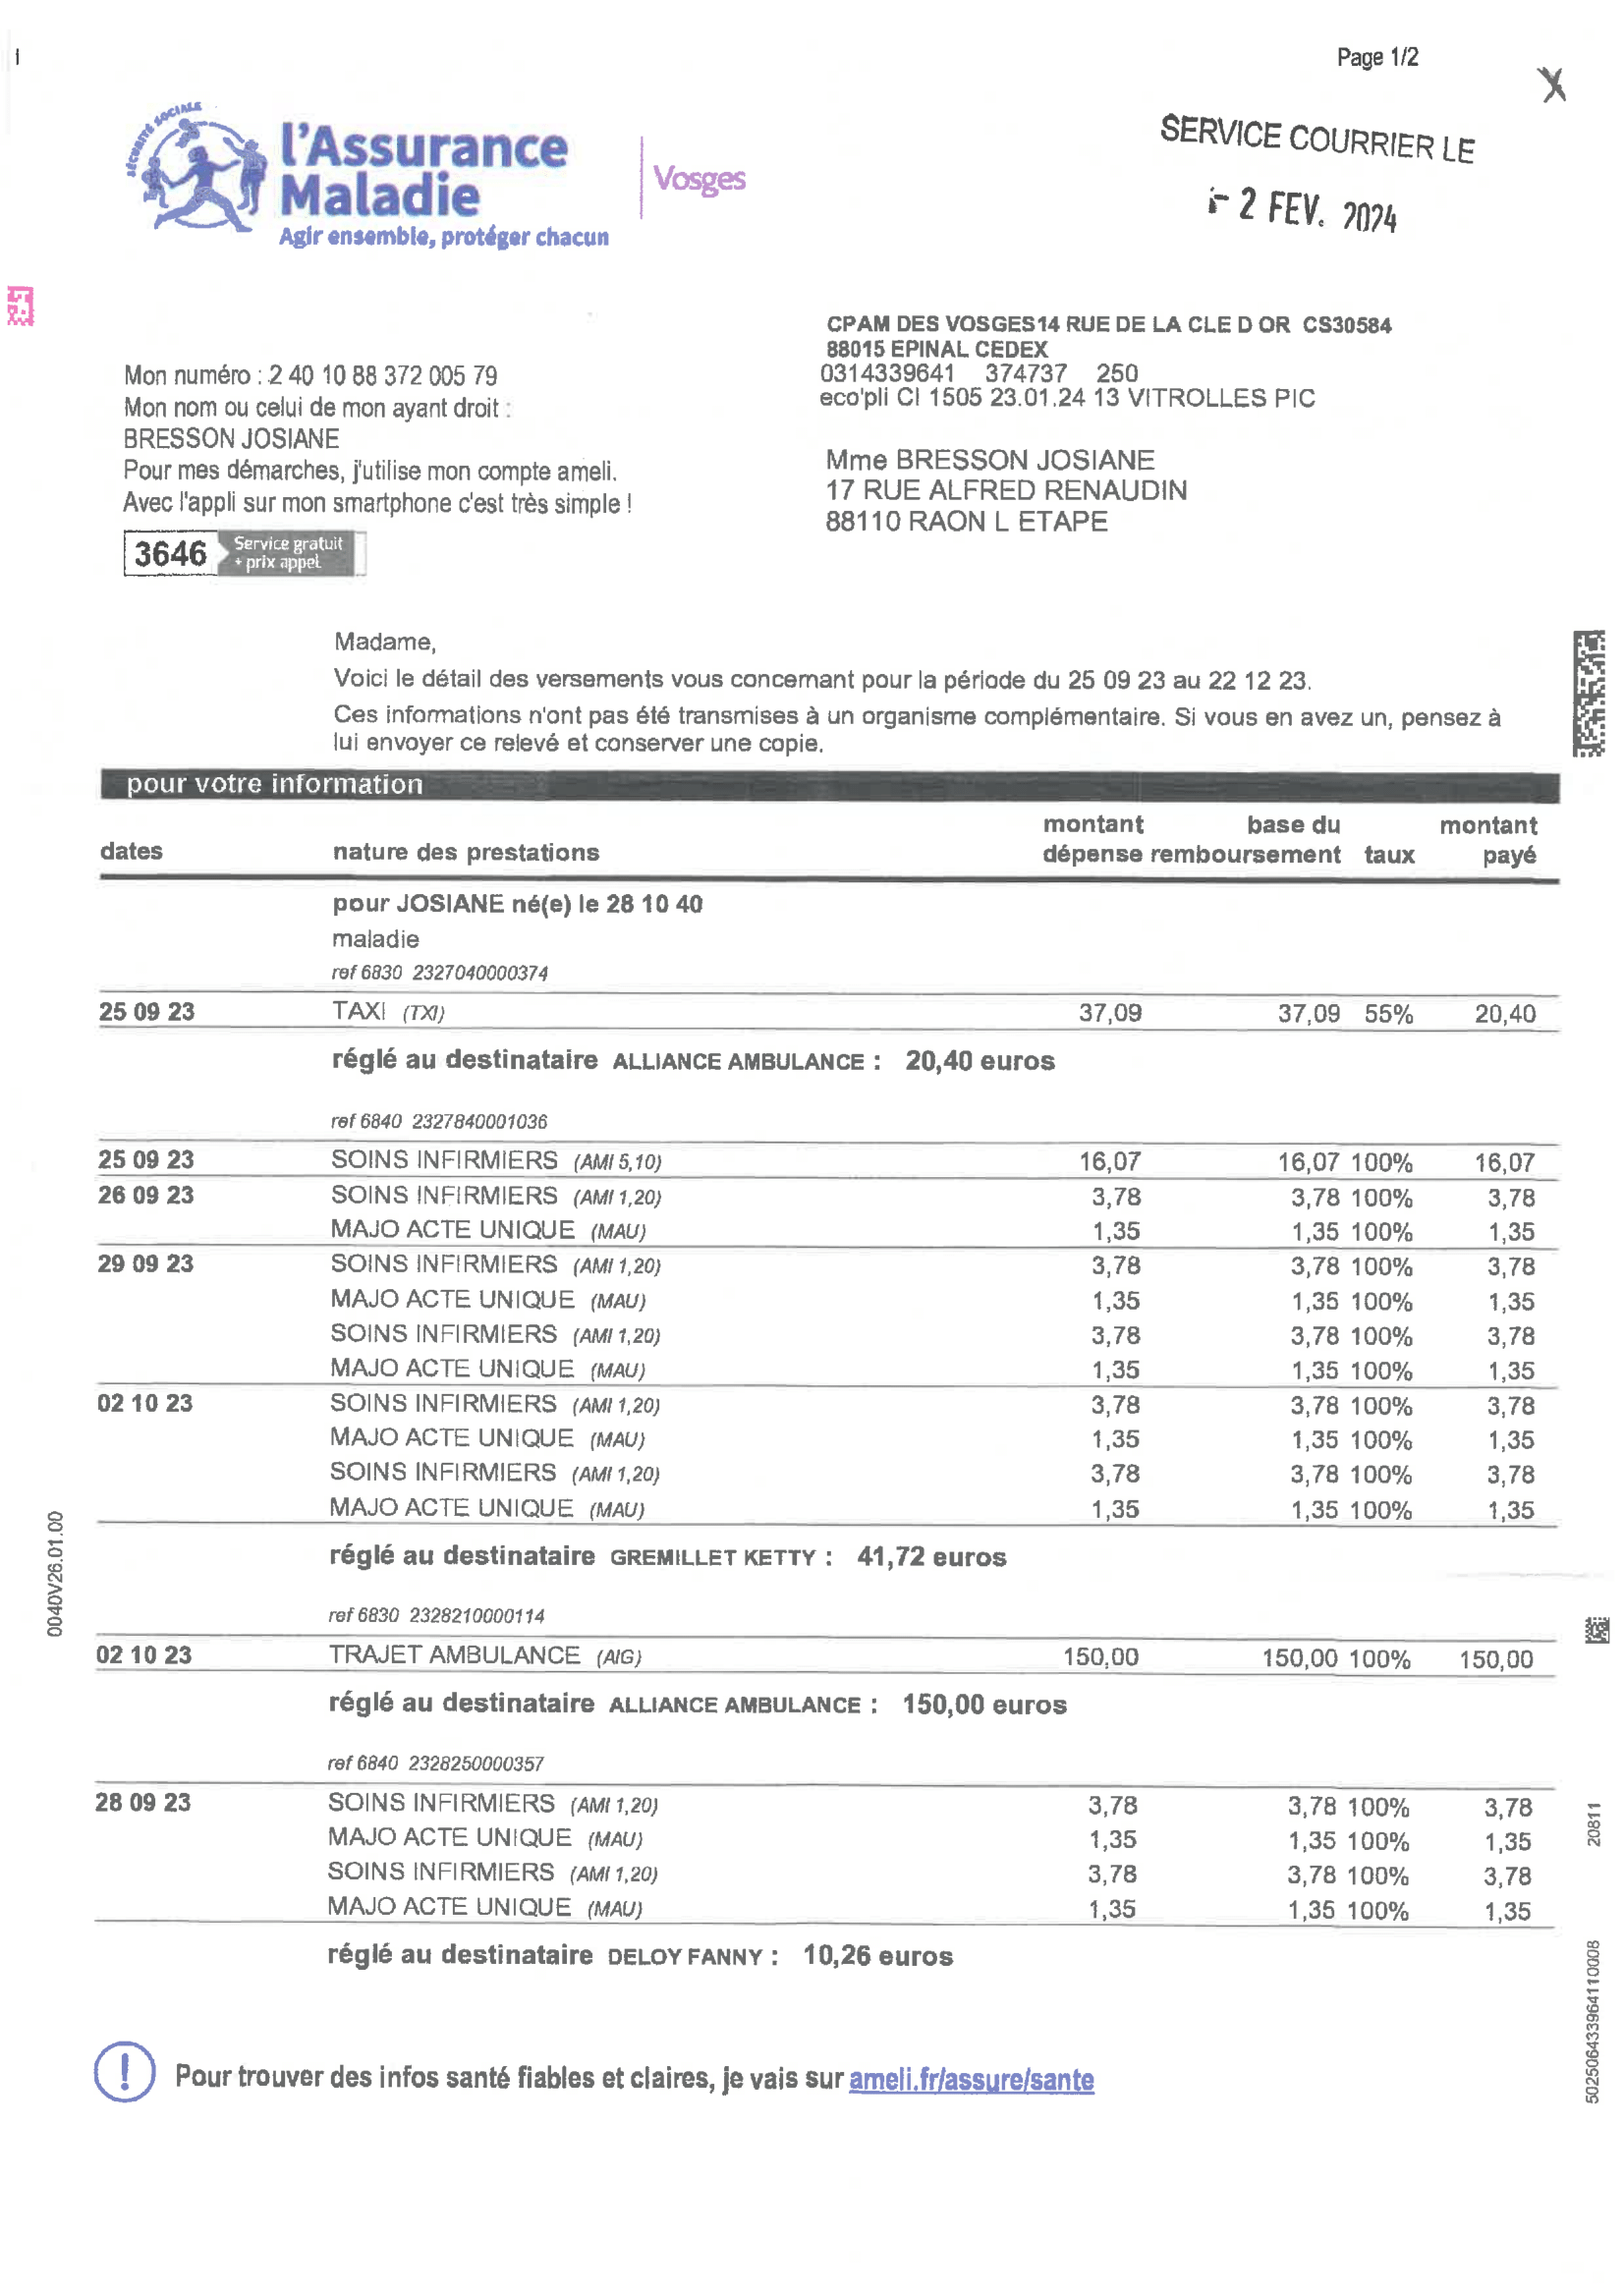 Page 1/2
X
SERVICE COURRIER LE
- 2 FEV. 2024
SÉCURITÉ SOCIALE
l'Assurance
Maladie
Agir ensemble, protéger chacun
Vosges
CPAM DES VOSGES14 RUE DE LA CLE D OR CS30584
88015 EPINAL CEDEX
0314339641 374737 250
eco'pli CI 1505 23.01.24 13 VITROLLES PIC
Mon numéro : 2 40 10 88 372 005 79
Mon nom ou celui de mon ayant droit :
BRESSON JOSIANE
Pour mes démarches, j'utilise mon compte ameli.
Avec l'appli sur mon smartphone c'est très simple !
3646 Service gratuit
+ prix appel
Mme BRESSON JOSIANE
17 RUE ALFRED RENAUDIN
88110 RAON L ETAPE
Madame,
Voici le détail des versements vous concernant pour la période du 25 09 23 au 22 12 23.
Ces informations n'ont pas été transmises à un organisme complémentaire. Si vous en avez un, pensez à
lui envoyer ce relevé et conserver une copie.
pour votre information
montant base du montant
dates nature des prestations dépense remboursement taux payé
pour JOSIANE né(e) le 28 10 40
maladie
ref 6830 2327040000374
25 09 23 TAXI (TXI) 37,09 37,09 55% 20,40
réglé au destinataire ALLIANCE AMBULANCE : 20,40 euros
ref 6840 2327840001036
25 09 23 SOINS INFIRMIERS (AMI 5,10) 16,07 16,07 100% 16,07
26 09 23 SOINS INFIRMIERS (AMI 1,20) 3,78 3,78 100% 3,78
MAJO ACTE UNIQUE (MAU) 1,35 1,35 100% 1,35
29 09 23 SOINS INFIRMIERS (AMI 1,20) 3,78 3,78 100% 3,78
MAJO ACTE UNIQUE (MAU) 1,35 1,35 100% 1,35
SOINS INFIRMIERS (AMI 1,20) 3,78 3,78 100% 3,78
MAJO ACTE UNIQUE (MAU) 1,35 1,35 100% 1,35
02 10 23 SOINS INFIRMIERS (AMI 1,20) 3,78 3,78 100% 3,78
MAJO ACTE UNIQUE (MAU) 1,35 1,35 100% 1,35
SOINS INFIRMIERS (AMI 1,20) 3,78 3,78 100% 3,78
MAJO ACTE UNIQUE (MAU) 1,35 1,35 100% 1,35
réglé au destinataire GREMILLET KETTY : 41,72 euros
ref 6830 2328210000114
02 10 23 TRAJET AMBULANCE (AIG) 150,00 150,00 100% 150,00
réglé au destinataire ALLIANCE AMBULANCE : 150,00 euros
ref 6840 2328250000357
28 09 23 SOINS INFIRMIERS (AMI 1,20) 3,78 3,78 100% 3,78
MAJO ACTE UNIQUE (MAU) 1,35 1,35 100% 1,35
SOINS INFIRMIERS (AMI 1,20) 3,78 3,78 100% 3,78
MAJO ACTE UNIQUE (MAU) 1,35 1,35 100% 1,35
réglé au destinataire DELOY FANNY : 10,26 euros
! Pour trouver des infos santé fiables et claires, je vais sur ameli.fr/assure/sante
0040V26.01.00
20811
50250643396411​0008